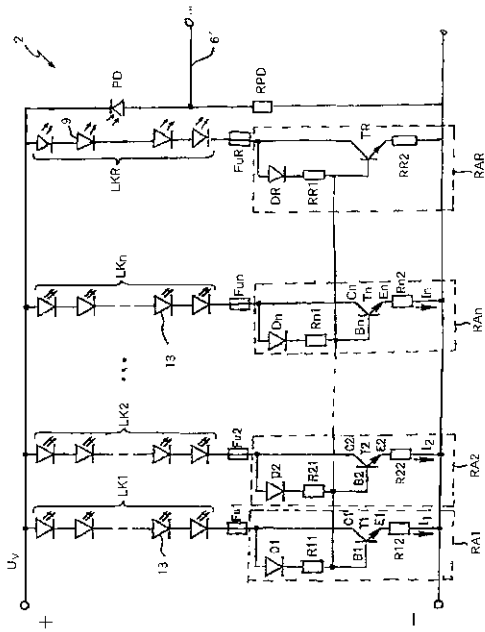 2
6'
PD
RPD
9
LKR
FuR
DR
RR1
TR
RR2
RAR
LKn
13
Fun
Dn
Rn1
Cn
Tn
Bn
En
Rn2
In
RAn
...
LK2
Fu2
D2
R21
C2
T2
B2
E2
R22
I2
RA2
LK1
13
Fu1
D1
R11
C1
T1
B1
E1
R12
I1
RA1
UV
+
−